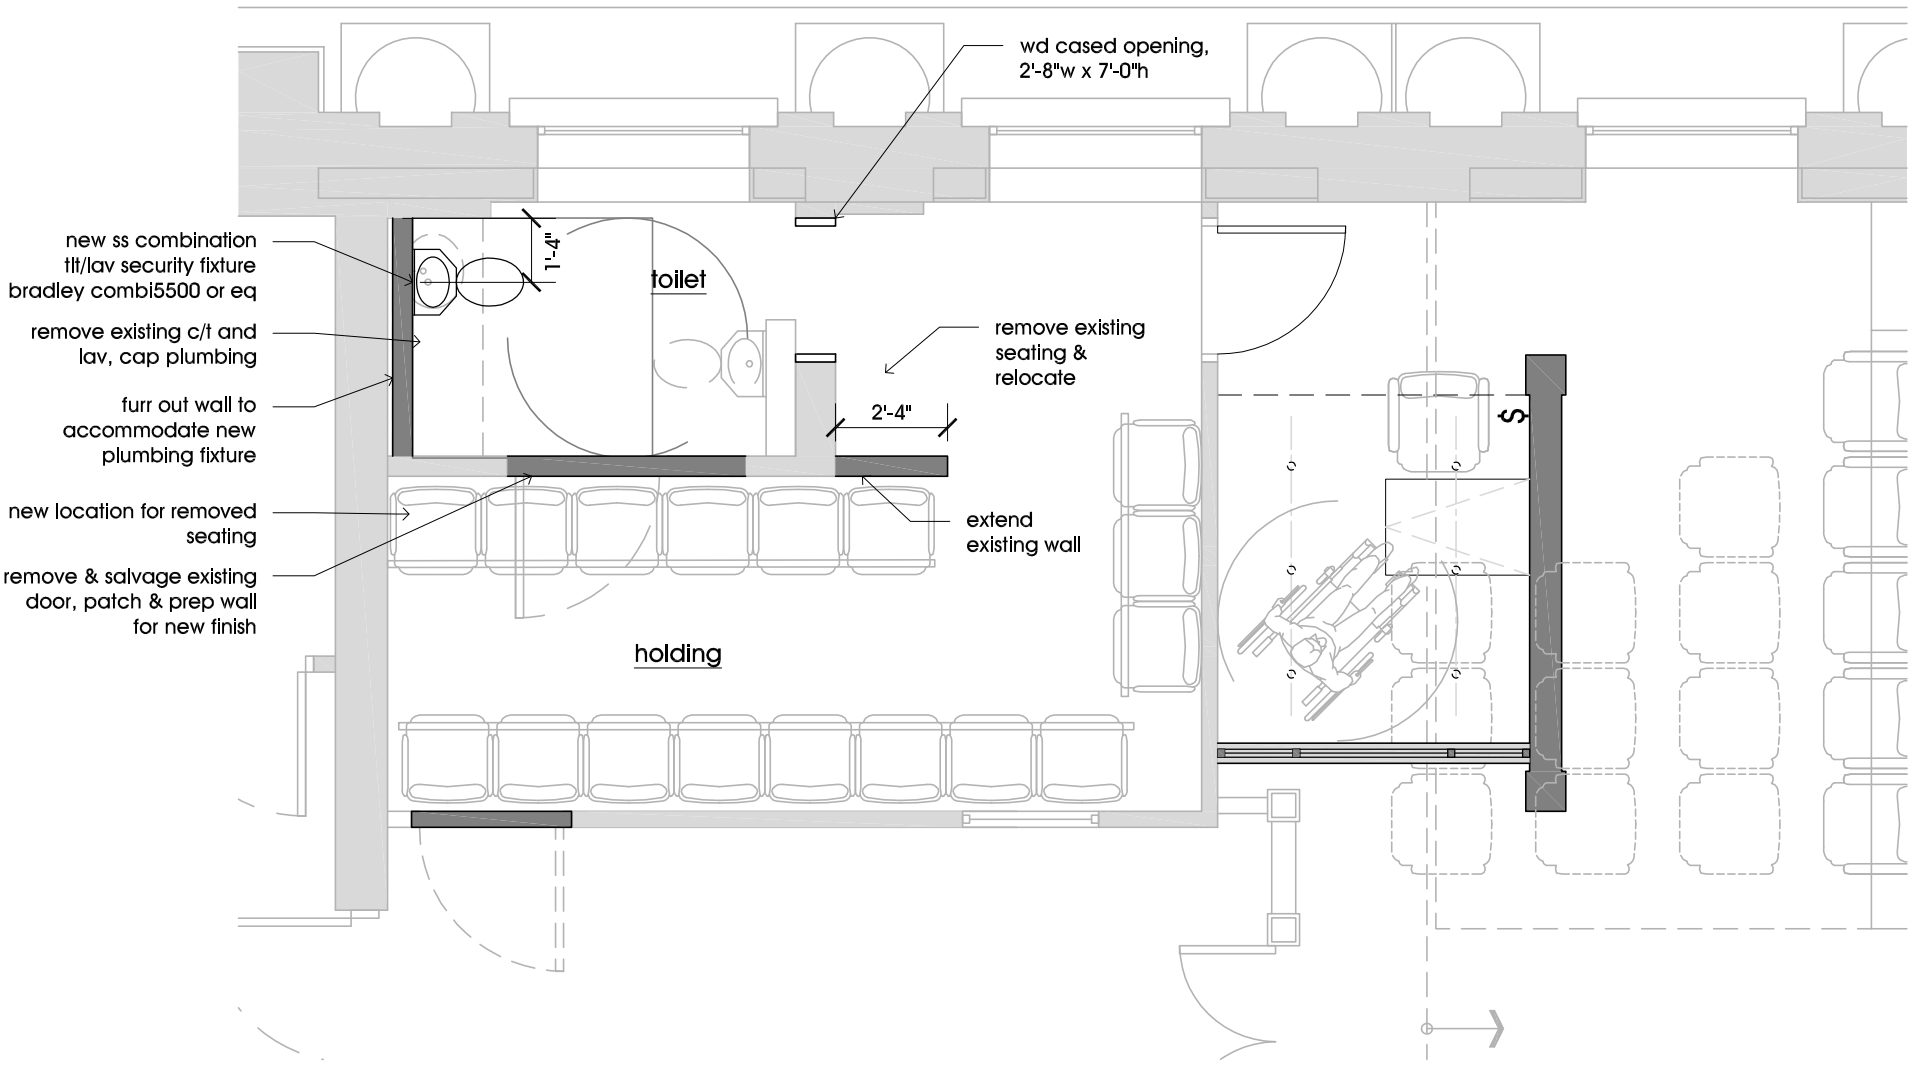 wd cased opening,
2'-8"w x 7'-0"h
new ss combination
tlt/lav security fixture
bradley combi5500 or eq
1'-4"
toilet
remove existing c/t and
lav, cap plumbing
remove existing
seating &
relocate
furr out wall to
accommodate new
plumbing fixture
2'-4"
$
new location for removed
seating
extend
existing wall
remove & salvage existing
door, patch & prep wall
for new finish
holding